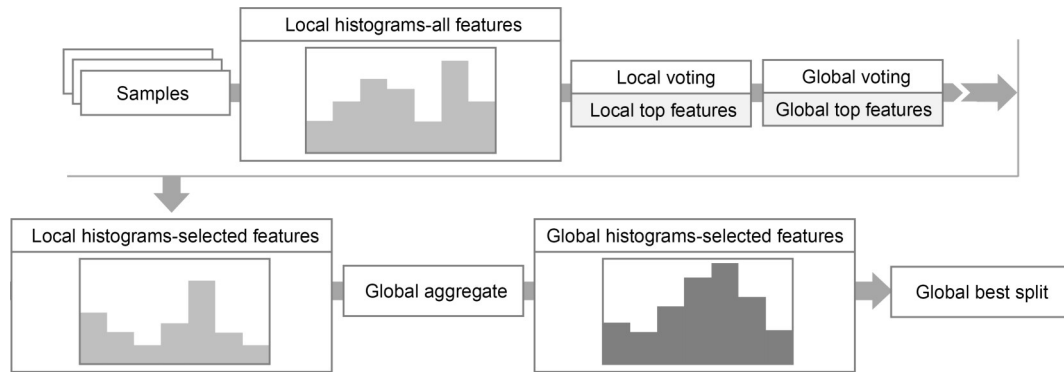 Local histograms-all features
Samples
Local voting
Local top features
Global voting
Global top features
Local histograms-selected features
Global aggregate
Global histograms-selected features
Global best split